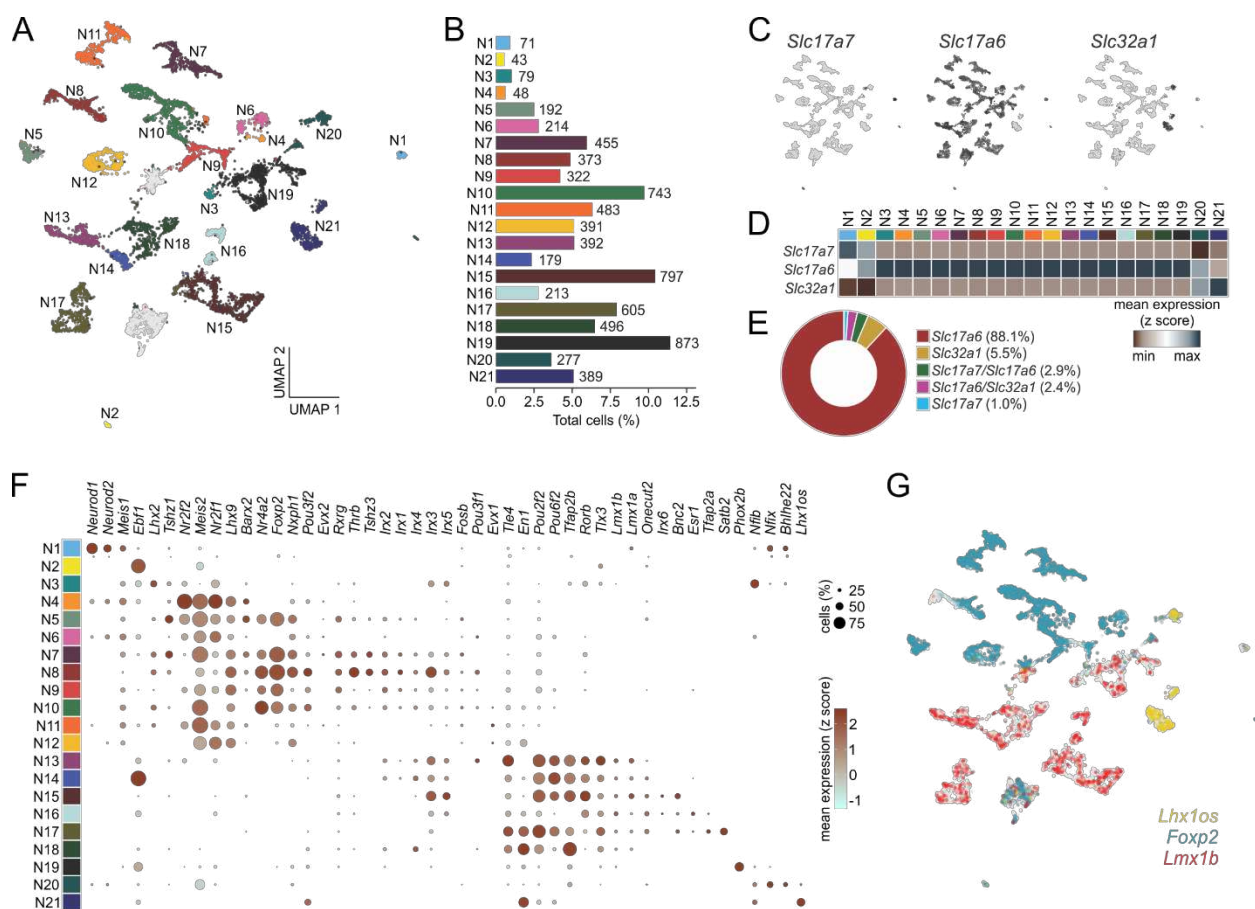 A
N11
N7
N8
N6
N20
N5
N10
N4
N1
N9
N12
N19
N3
N21
N13
N16
N18
N14
N17
N15
UMAP 2
UMAP 1
N2
B
N1 71
N2 43
N3 79
N4 48
N5 192
N6 214
N7 455
N8 373
N9 322
N10 743
N11 483
N12 391
N13 392
N14 179
N15 797
N16 213
N17 605
N18 496
N19 873
N20 277
N21 389
0.0 2.5 5.0 7.5 10.0 12.5
Total cells (%)
C
Slc17a7 Slc17a6 Slc32a1
D
N1 N2 N3 N4 N5 N6 N7 N8 N9 N10 N11 N12 N13 N14 N15 N16 N17 N18 N19 N20 N21
Slc17a7
Slc17a6
Slc32a1
mean expression
(z score)
min max
E
Slc17a6 (88.1%)
Slc32a1 (5.5%)
Slc17a7/Slc17a6 (2.9%)
Slc17a6/Slc32a1 (2.4%)
Slc17a7 (1.0%)
F
Neurod1 Neurod2 Meis1 Ebf1 Lhx2 Tshz1 Nr2f2 Meis2 Nr2f1 Lhx9 Barx2 Nr4a2 Foxp2 Nxph1 Pou3f2 Evx2 Rxrg Thrb Tshz3 Irx2 Irx1 Irx4 Irx3 Irx5 Fosb Pou3f1 Evx1 Tle4 En1 Pou2f2 Pou6f2 Tfap2b Rorb Tlx3 Lmx1b Lmx1a Onecut2 Irx6 Bnc2 Esr1 Tfap2a Satb2 Phox2b Nfib Nfix Bhlhe22 Lhx1os
N1
N2
N3
N4
N5
N6
N7
N8
N9
N10
N11
N12
N13
N14
N15
N16
N17
N18
N19
N20
N21
cells (%)
25
50
75
mean expression (z score)
2
1
0
-1
G
Lhx1os
Foxp2
Lmx1b